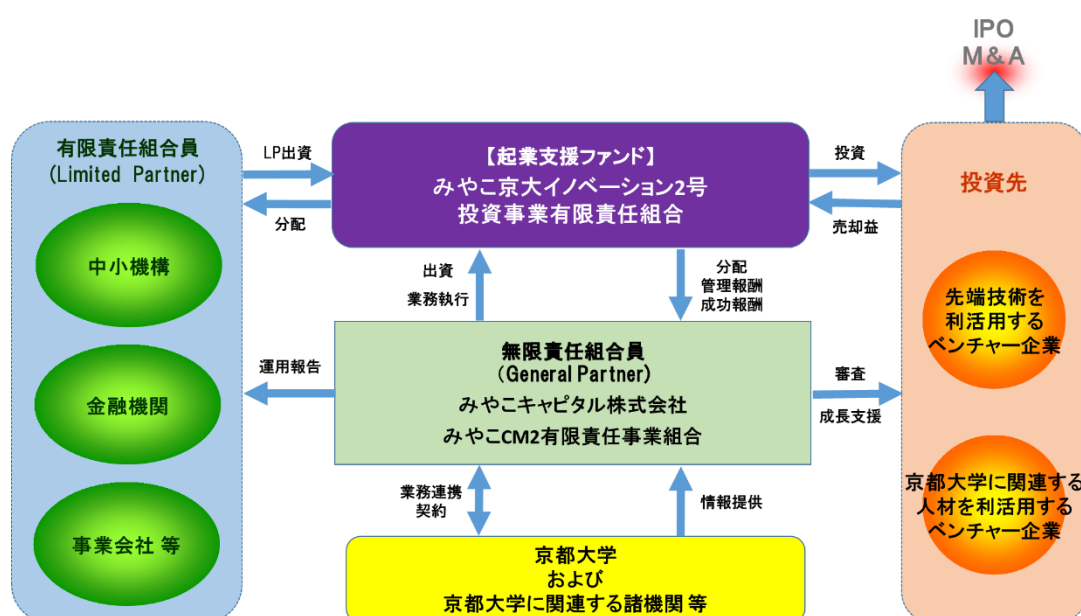 IPO
M&A
有限責任組合員
(Limited Partner)
中小機構
金融機関
事業会社 等
LP出資
分配
【起業支援ファンド】
みやこ京大イノベーション2号
投資事業有限責任組合
投資
売却益
出資
業務執行
分配
管理報酬
成功報酬
運用報告
無限責任組合員
（General Partner)
みやこキャピタル株式会社
みやこCM2有限責任事業組合
審査
成長支援
業務連携
契約
情報提供
京都大学
および
京都大学に関連する諸機関 等
投資先
先端技術を
利活用する
ベンチャー企業
京都大学に関連する
人材を利活用する
ベンチャー企業